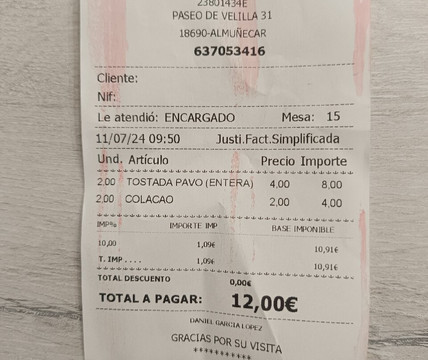 23801434E
PASEO DE VELILLA 31
18690-ALMUÑECAR
637053416
Cliente:
Nif:
Le atendió: ENCARGADO Mesa: 15
11/07/24 09:50 Justi.Fact.Simplificada
Und. Artículo Precio Importe
2,00 TOSTADA PAVO (ENTERA) 4,00 8,00
2,00 COLACAO 2,00 4,00
IMP% IMPORTE IMP BASE IMPONIBLE
10,00 1,09€ 10,91€
T. IMP . . . . 1,09€ 10,91€
TOTAL DESCUENTO 0,00€
TOTAL A PAGAR: 12,00€
DANIEL GARCIA LOPEZ
GRACIAS POR SU VISITA
**********